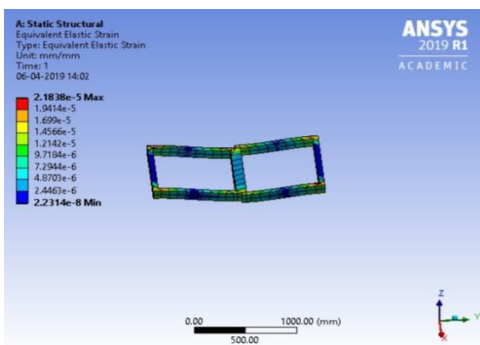 A: Static Structural
Equivalent Elastic Strain
Type: Equivalent Elastic Strain
Unit: mm/mm
Time: 1
06-04-2019 14:02
2.1838e-5 Max
1.9414e-5
1.699e-5
1.4566e-5
1.2142e-5
9.7184e-6
7.2944e-6
4.8703e-6
2.4463e-6
2.2314e-8 Min
ANSYS
2019 R1
ACADEMIC
0.00
1000.00 (mm)
500.00
Z
Y
X